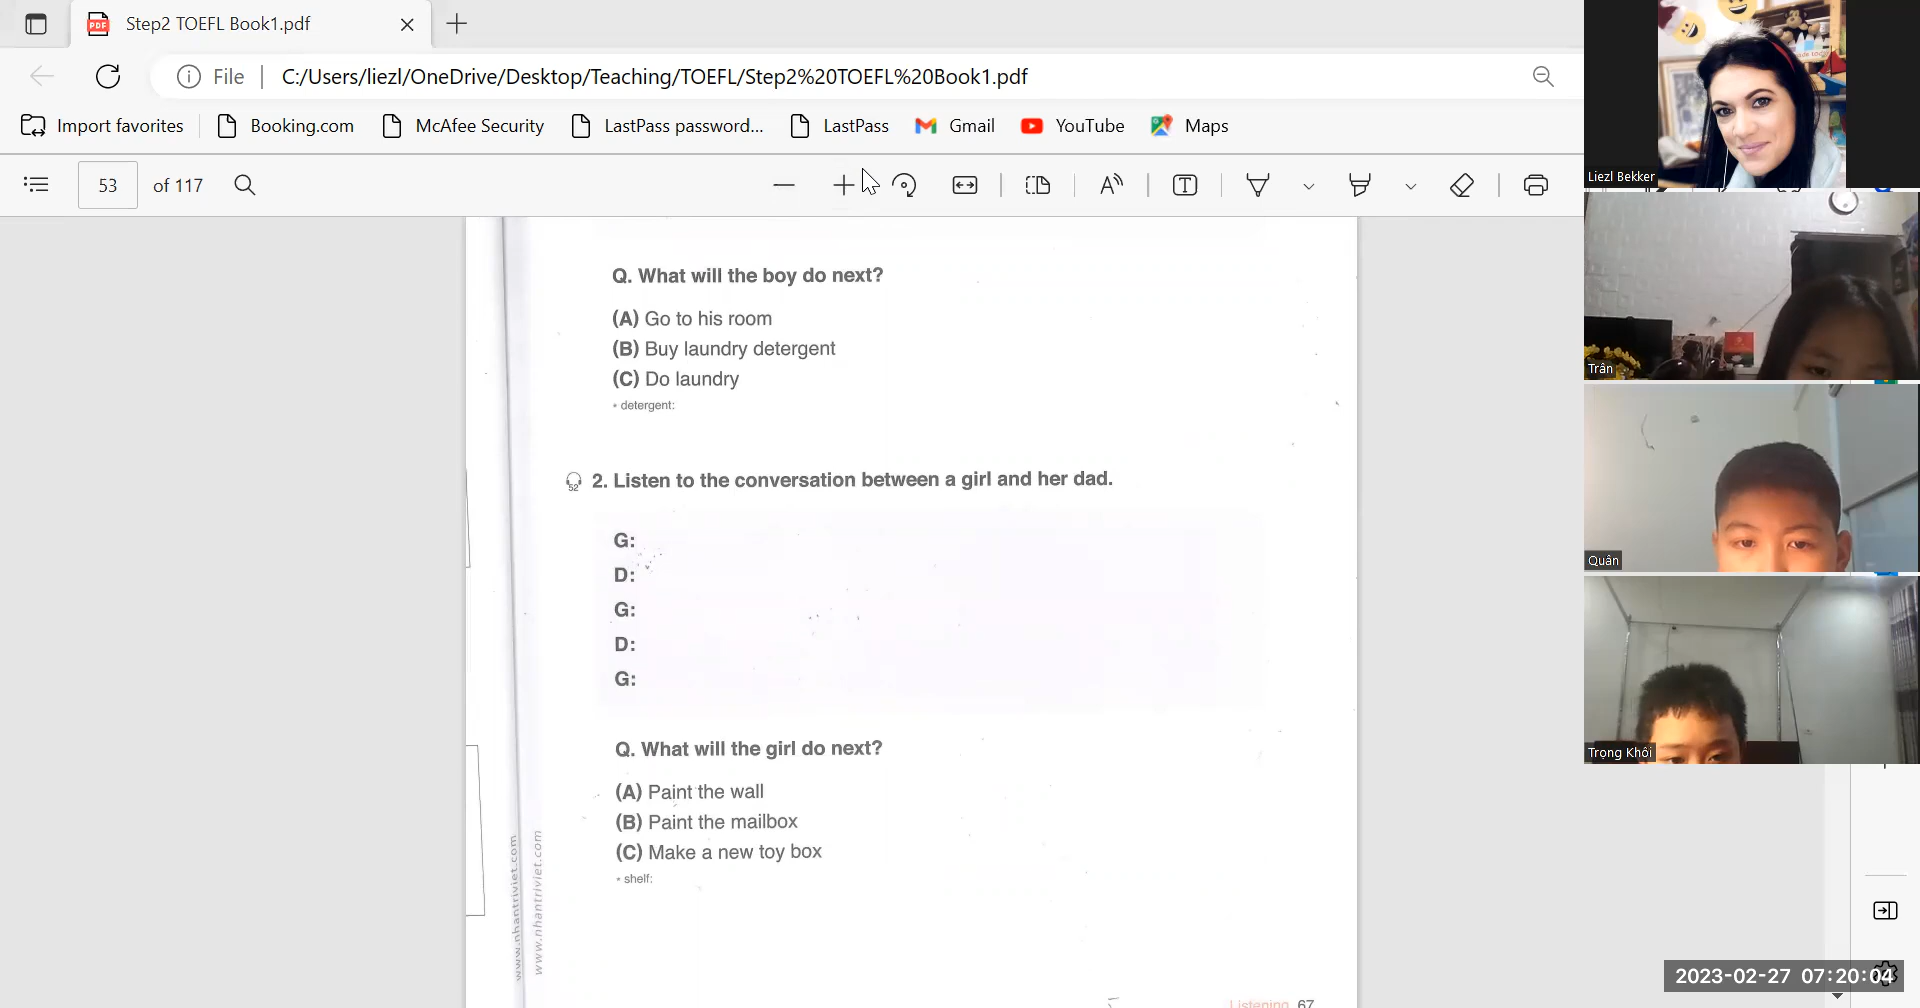 Step2 TOEFL Book1.pdf
File C:/Users/liezl/OneDrive/Desktop/Teaching/TOEFL/Step2%20TOEFL%20Book1.pdf
Import favorites Booking.com McAfee Security LastPass password... LastPass Gmail YouTube Maps
53 of 117
Q. What will the boy do next?
(A) Go to his room
(B) Buy laundry detergent
(C) Do laundry
* detergent:
52 2. Listen to the conversation between a girl and her dad.
G:
D:
G:
D:
G:
Q. What will the girl do next?
(A) Paint the wall
(B) Paint the mailbox
(C) Make a new toy box
* shelf:
www.nhantriviet.com
www.nhantriviet.com
Listening 67
Liezl Bekker
Trân
Quân
Trọng Khôi
2023-02-27 07:20:04